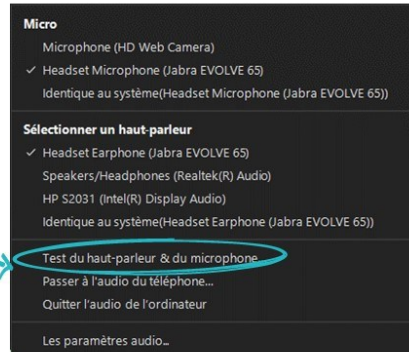 Micro
Microphone (HD Web Camera)
Headset Microphone (Jabra EVOLVE 65)
Identique au système(Headset Microphone (Jabra EVOLVE 65))
Sélectionner un haut-parleur
Headset Earphone (Jabra EVOLVE 65)
Speakers/Headphones (Realtek(R) Audio)
HP S2031 (Intel(R) Display Audio)
Identique au système(Headset Earphone (Jabra EVOLVE 65))
Test du haut-parleur & du microphone
Passer à l'audio du téléphone...
Quitter l'audio de l'ordinateur
Les paramètres audio...